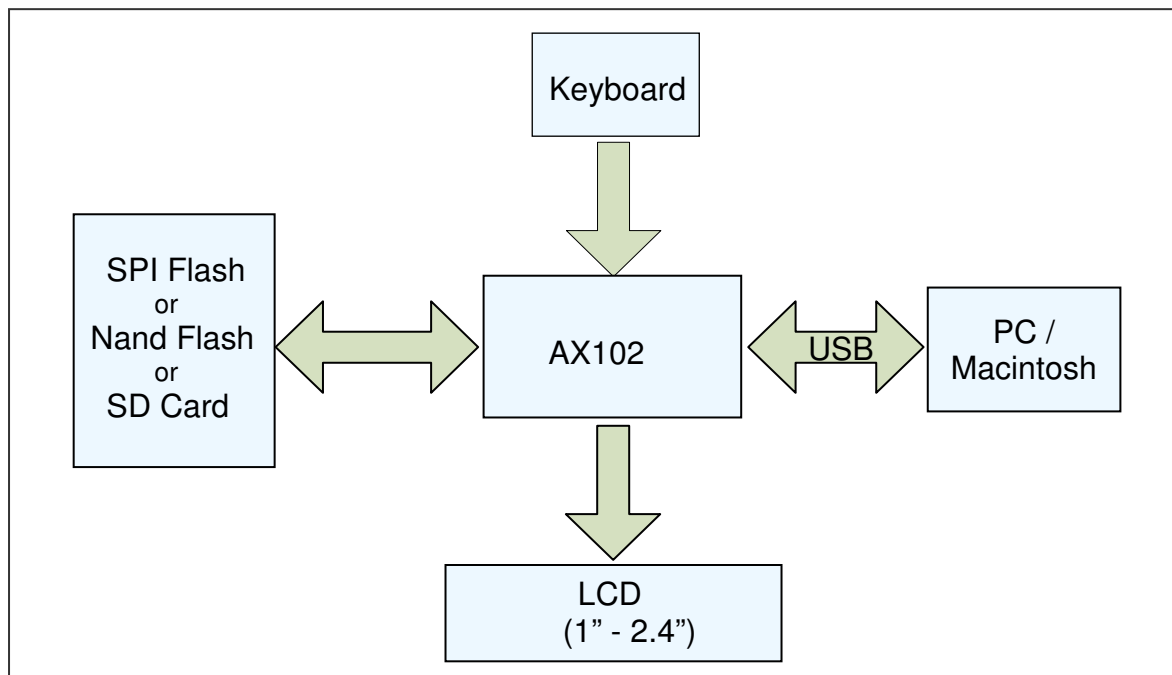 Keyboard
SPI Flash
or
Nand Flash
or
SD Card
AX102
USB
PC /
Macintosh
LCD
(1” - 2.4”)